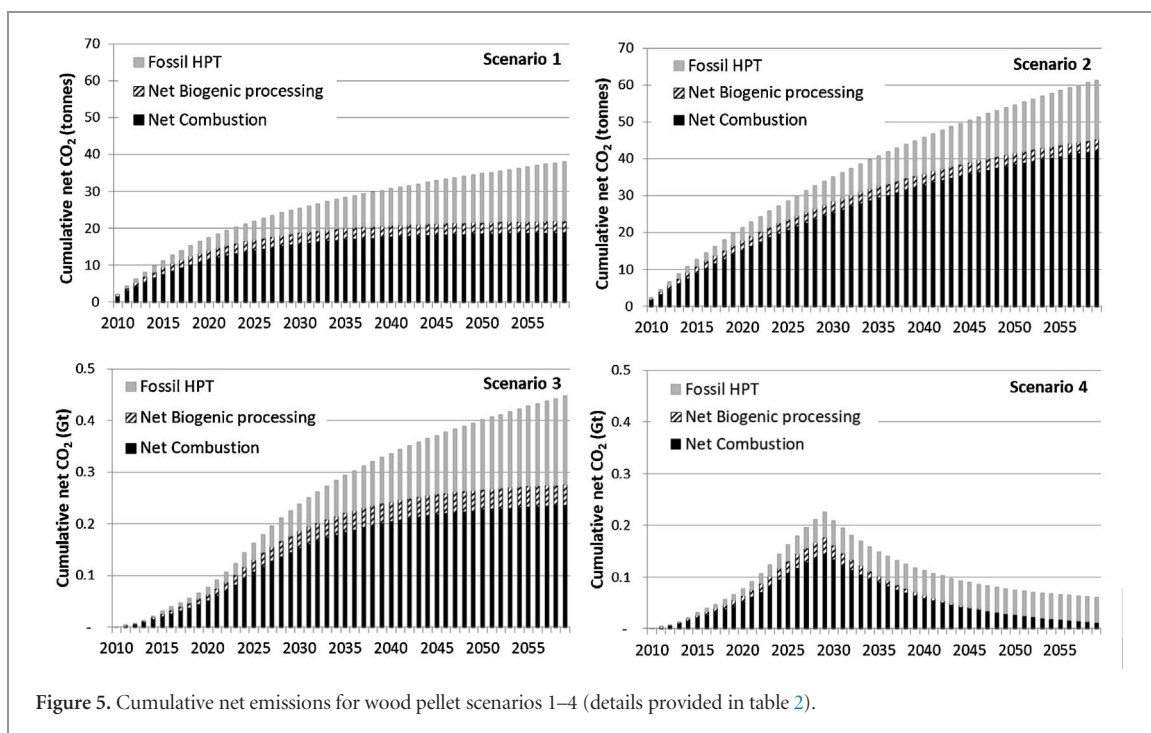 70
60
50
40
30
20
10
0
Cumulative net CO₂ (tonnes)
Scenario 1
Fossil HPT
Net Biogenic processing
Net Combustion
2010 2015 2020 2025 2030 2035 2040 2045 2050 2055
70
60
50
40
30
20
10
0
Cumulative net CO₂ (tonnes)
Scenario 2
Fossil HPT
Net Biogenic processing
Net Combustion
2010 2015 2020 2025 2030 2035 2040 2045 2050 2055
0.5
0.4
0.3
0.2
0.1
-
Cumulative net CO₂ (Gt)
Scenario 3
Fossil HPT
Net Biogenic processing
Net Combustion
2010 2015 2020 2025 2030 2035 2040 2045 2050 2055
0.5
0.4
0.3
0.2
0.1
-
Cumulative net CO₂ (Gt)
Scenario 4
Fossil HPT
Net Biogenic processing
Net Combustion
2010 2015 2020 2025 2030 2035 2040 2045 2050 2055
Figure 5. Cumulative net emissions for wood pellet scenarios 1–4 (details provided in table 2).